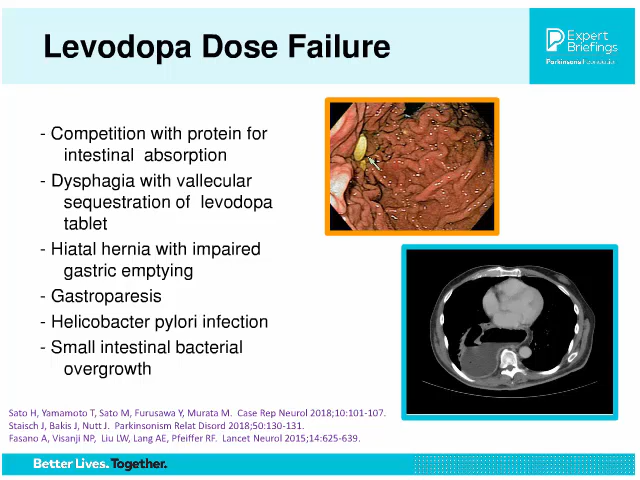 Levodopa Dose Failure
Expert
Briefings
Parkinson's Foundation
- Competition with protein for
intestinal absorption
- Dysphagia with vallecular
sequestration of levodopa
tablet
- Hiatal hernia with impaired
gastric emptying
- Gastroparesis
- Helicobacter pylori infection
- Small intestinal bacterial
overgrowth
Sato H, Yamamoto T, Sato M, Furusawa Y, Murata M. Case Rep Neurol 2018;10:101-107.
Staisch J, Bakis J, Nutt J. Parkinsonism Relat Disord 2018;50:130-131.
Fasano A, Visanji NP, Liu LW, Lang AE, Pfeiffer RF. Lancet Neurol 2015;14:625-639.
Better Lives. Together.